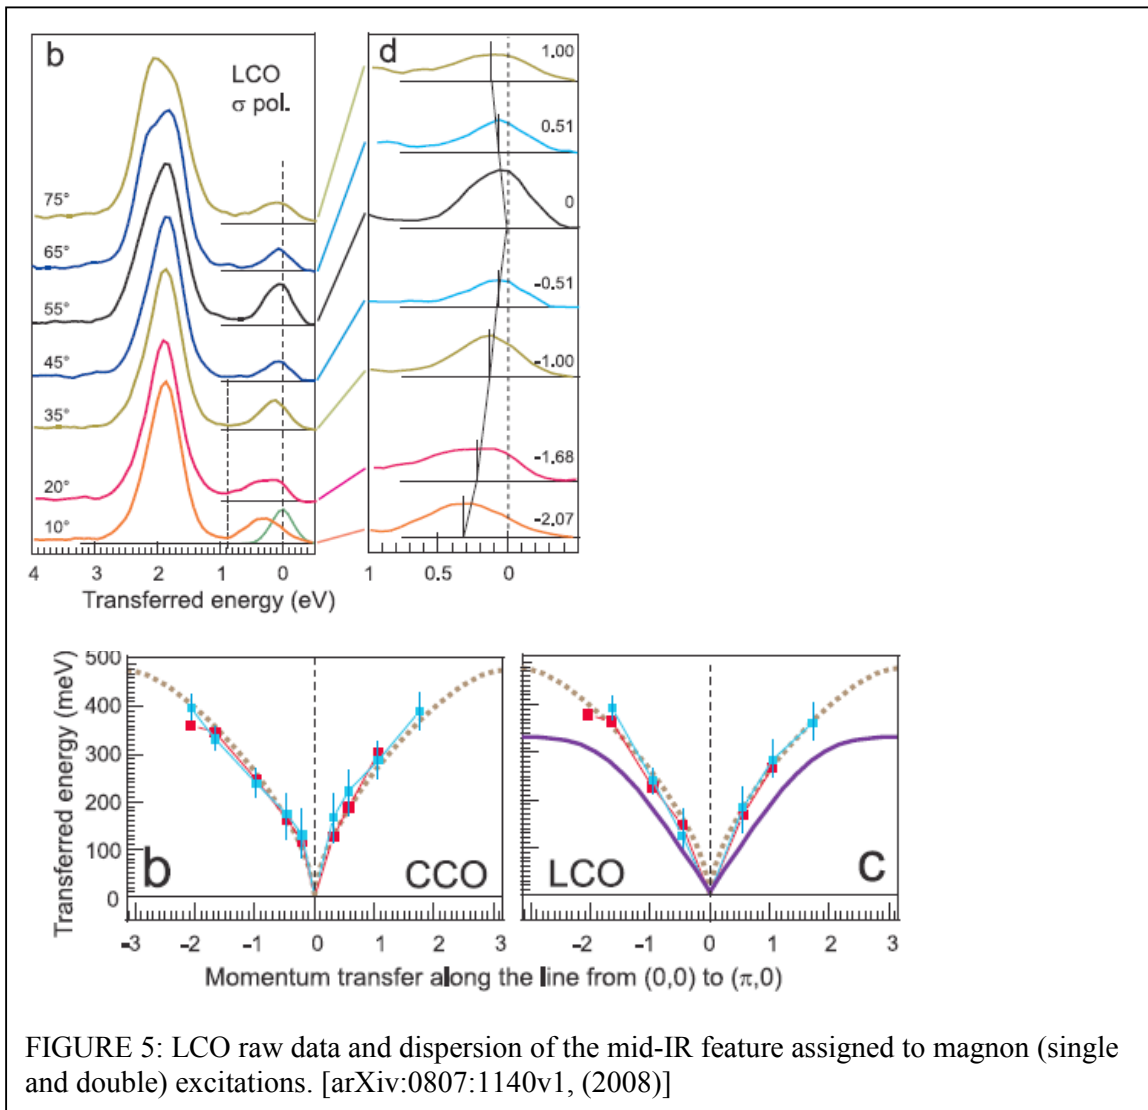 b
LCO
σ pol.
75°
65°
55°
45°
35°
20°
10°
4 3 2 1 0
Transferred energy (eV)
d
1.00
0.51
0
-0.51
-1.00
-1.68
-2.07
1 0.5 0
Transferred energy (meV)
500
400
300
200
100
0
b CCO
-3 -2 -1 0 1 2 3
LCO c
-2 -1 0 1 2 3
Momentum transfer along the line from (0,0) to (π,0)
FIGURE 5: LCO raw data and dispersion of the mid-IR feature assigned to magnon (single
and double) excitations. [arXiv:0807:1140v1, (2008)]